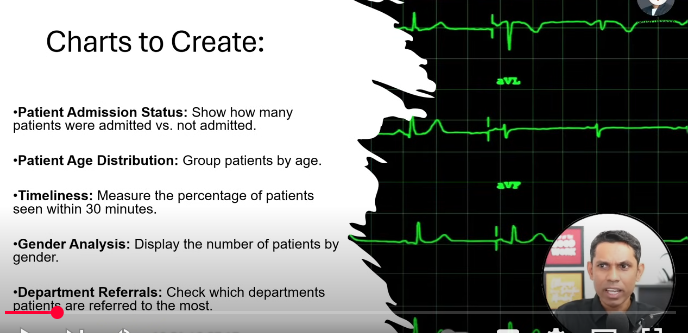 Charts to Create:
•Patient Admission Status: Show how many
patients were admitted vs. not admitted.
•Patient Age Distribution: Group patients by age.
•Timeliness: Measure the percentage of patients
seen within 30 minutes.
•Gender Analysis: Display the number of patients by
gender.
•Department Referrals: Check which departments
patients are referred to the most.
aVL
aVF